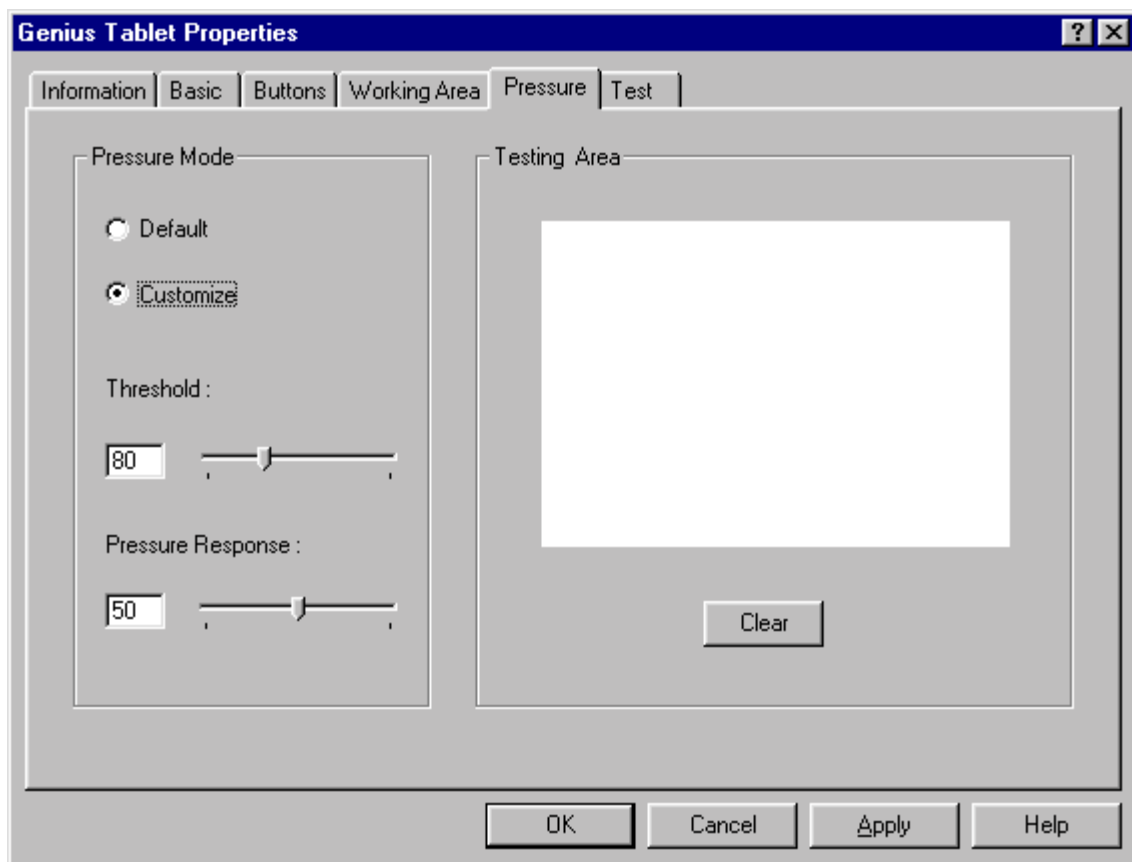 Genius Tablet Properties
Information Basic Buttons Working Area Pressure Test
Pressure Mode
Default
Customize
Threshold :
80
Pressure Response :
50
Testing Area
Clear
OK Cancel Apply Help